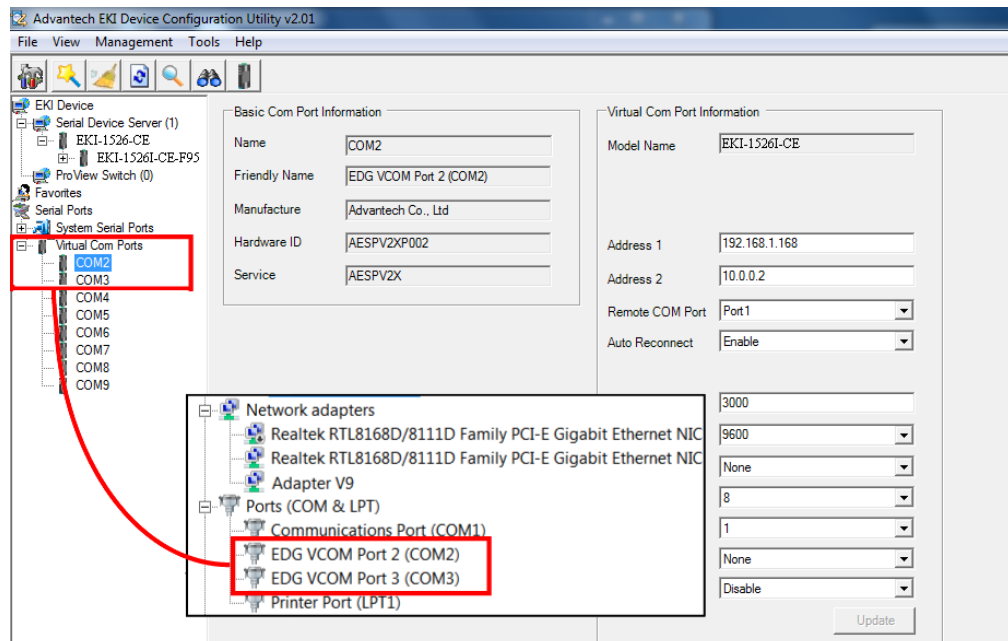 Advantech EKI Device Configuration Utility v2.01
File View Management Tools Help
EKI Device
Serial Device Server (1)
EKI-1526-CE
EKI-1526I-CE-F95
ProView Switch (0)
Favorites
Serial Ports
System Serial Ports
Virtual Com Ports
COM2
COM3
COM4
COM5
COM6
COM7
COM8
COM9
Basic Com Port Information
Name COM2
Friendly Name EDG VCOM Port 2 (COM2)
Manufacture Advantech Co., Ltd
Hardware ID AESPV2XP002
Service AESPV2X
Virtual Com Port Information
Model Name EKI-1526I-CE
Address 1 192.168.1.168
Address 2 10.0.0.2
Remote COM Port Port1
Auto Reconnect Enable
3000
9600
None
8
1
None
Disable
Update
Network adapters
Realtek RTL8168D/8111D Family PCI-E Gigabit Ethernet NIC
Realtek RTL8168D/8111D Family PCI-E Gigabit Ethernet NIC
Adapter V9
Ports (COM & LPT)
Communications Port (COM1)
EDG VCOM Port 2 (COM2)
EDG VCOM Port 3 (COM3)
Printer Port (LPT1)